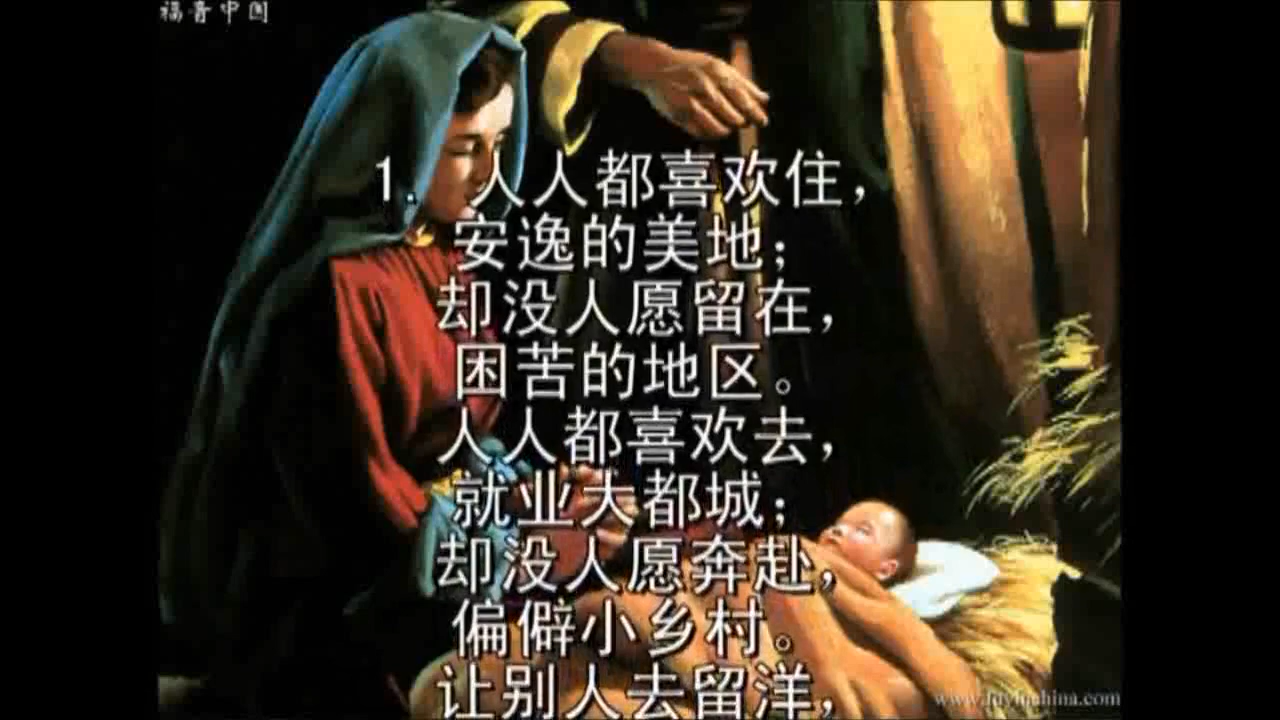 福音中国
1. 人人都喜欢住，
安逸的美地；
却没人愿留在，
困苦的地区。
人人都喜欢去，
就业大都城；
却没人愿奔赴，
偏僻小乡村。
让别人去留洋，